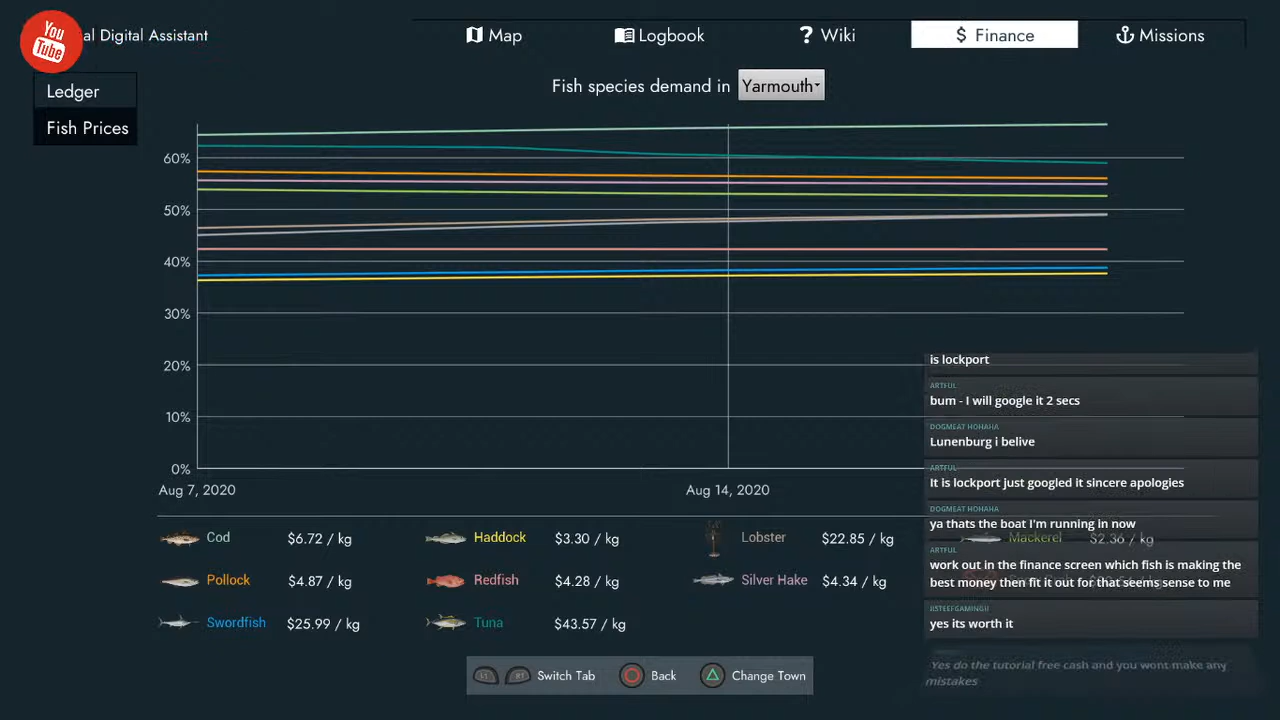 You
Tube
al Digital Assistant
Map
Logbook
? Wiki
$ Finance
Missions
Ledger
Fish Prices
Fish species demand in Yarmouth
60%
50%
40%
30%
20%
10%
0%
Aug 7, 2020
Aug 14, 2020
Cod $6.72 / kg
Haddock $3.30 / kg
Lobster $22.85 / kg
Mackerel $2.36 / kg
Pollock $4.87 / kg
Redfish $4.28 / kg
Silver Hake $4.34 / kg
Swordfish $25.99 / kg
Tuna $43.57 / kg
is lockport
ARTFUL
bum - I will google it 2 secs
DOGMEAT HOHAHA
Lunenburg i belive
ARTFUL
It is lockport just googled it sincere apologies
DOGMEAT HOHAHA
ya thats the boat I'm running in now
ARTFUL
work out in the finance screen which fish is making the
best money then fit it out for that seems sense to me
yes its worth it
Yes do the tutorial free cash and you wont make any
mistakes
L1
R1
Switch Tab
Back
Change Town